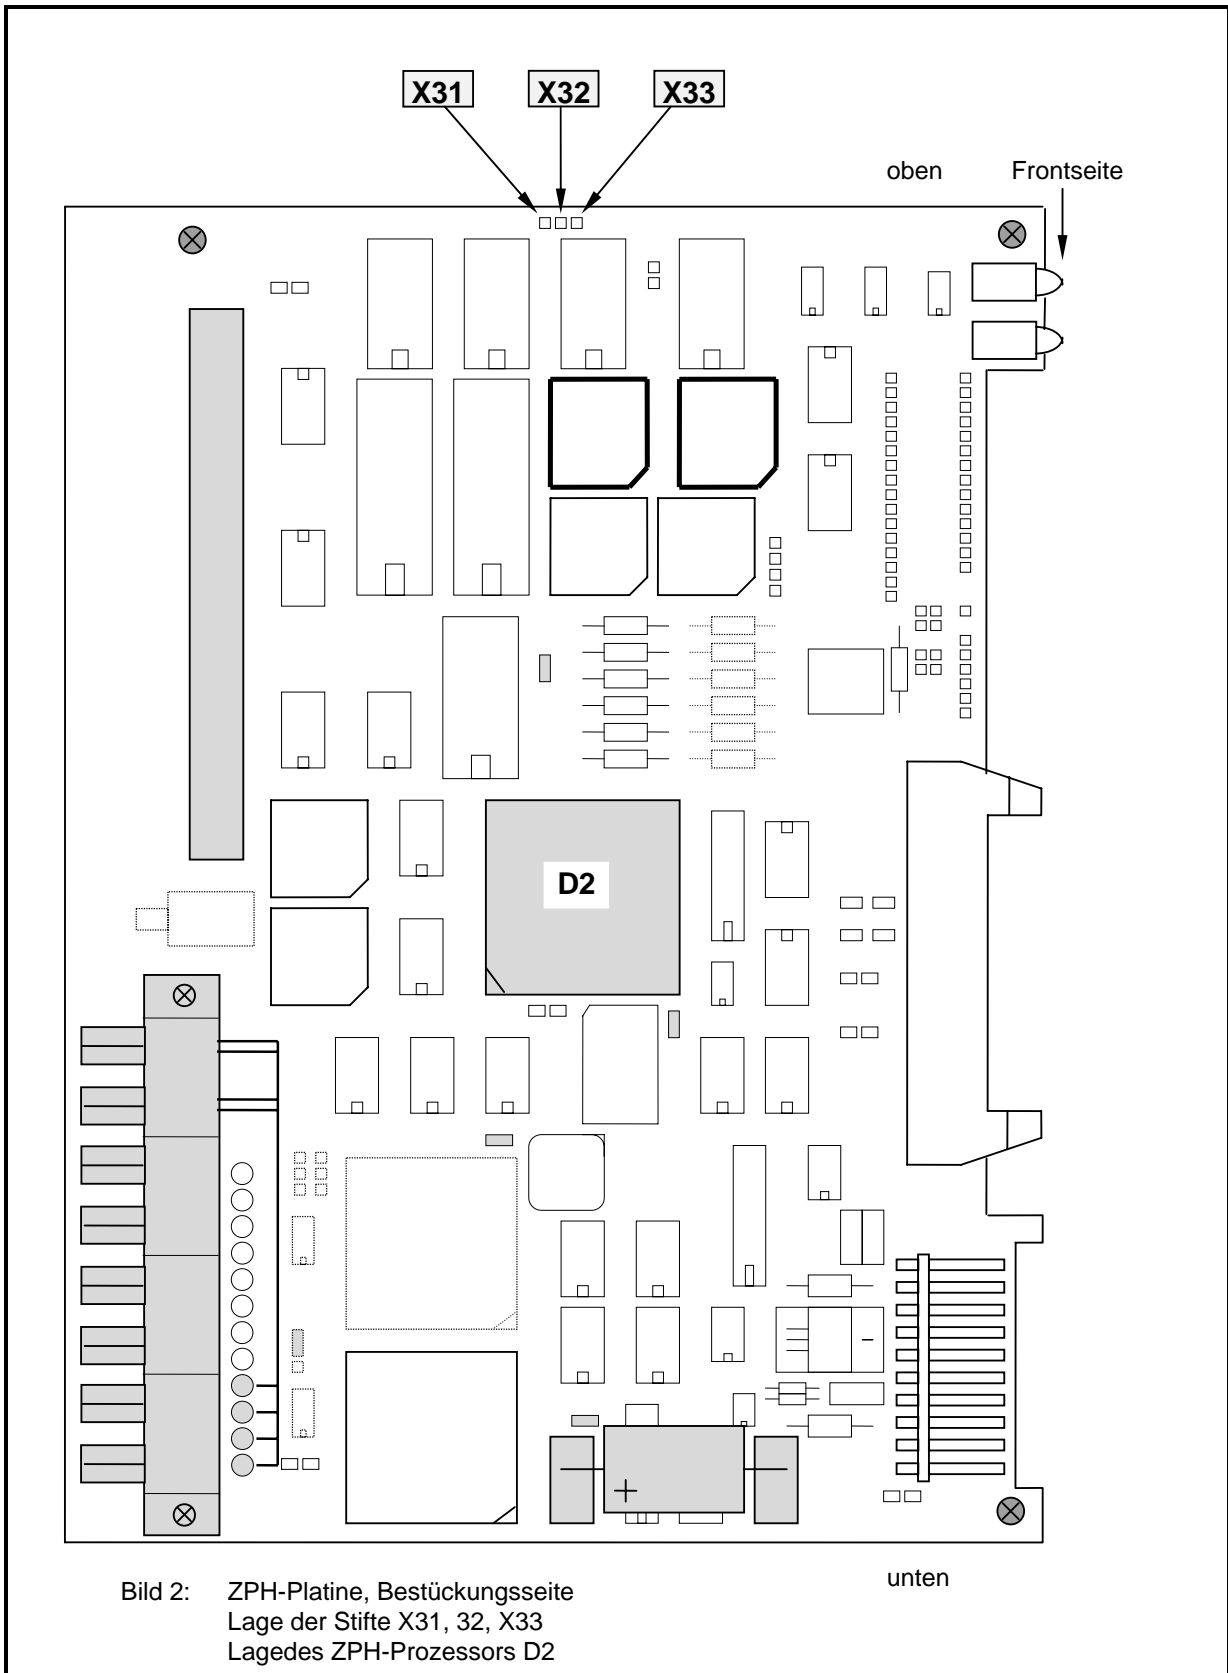 X31 X32 X33
oben Frontseite
D2
unten
Bild 2: ZPH-Platine, Bestückungsseite
Lage der Stifte X31, 32, X33
Lagedes ZPH-Prozessors D2